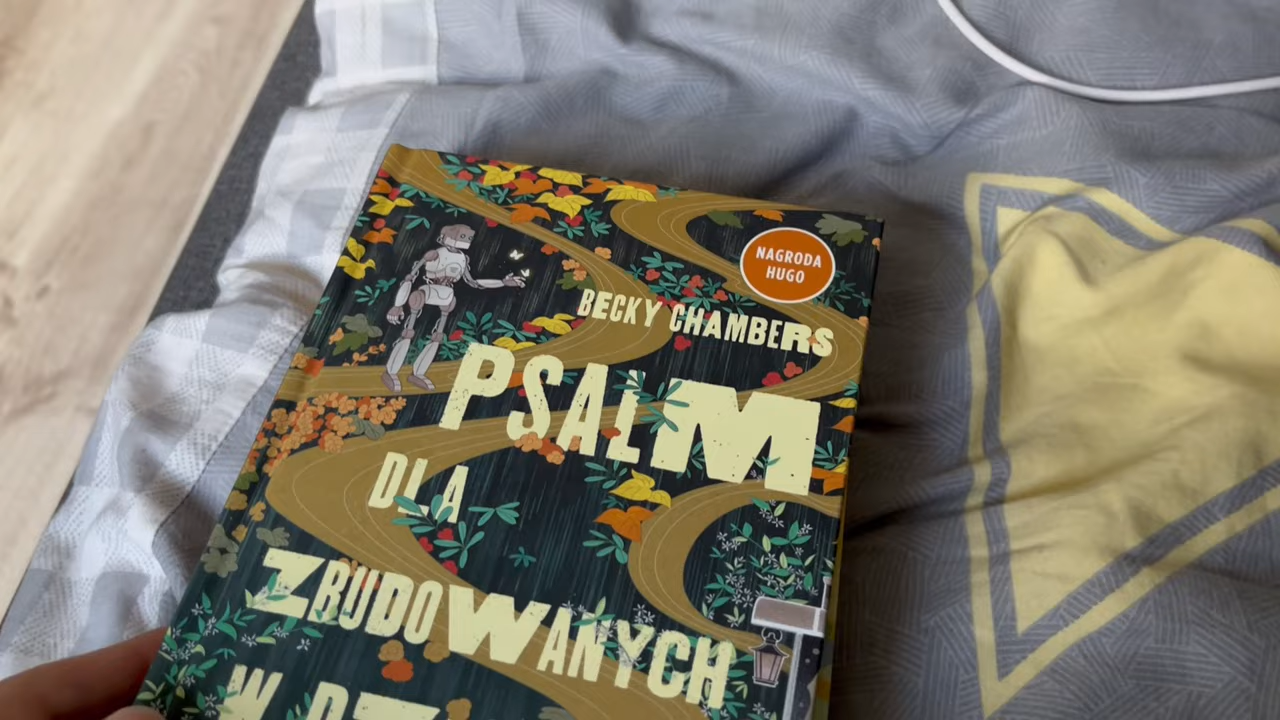 NAGRODA
HUGO
BECKY CHAMBERS
PSALM
DLA
ZBUDOWANYCH
W